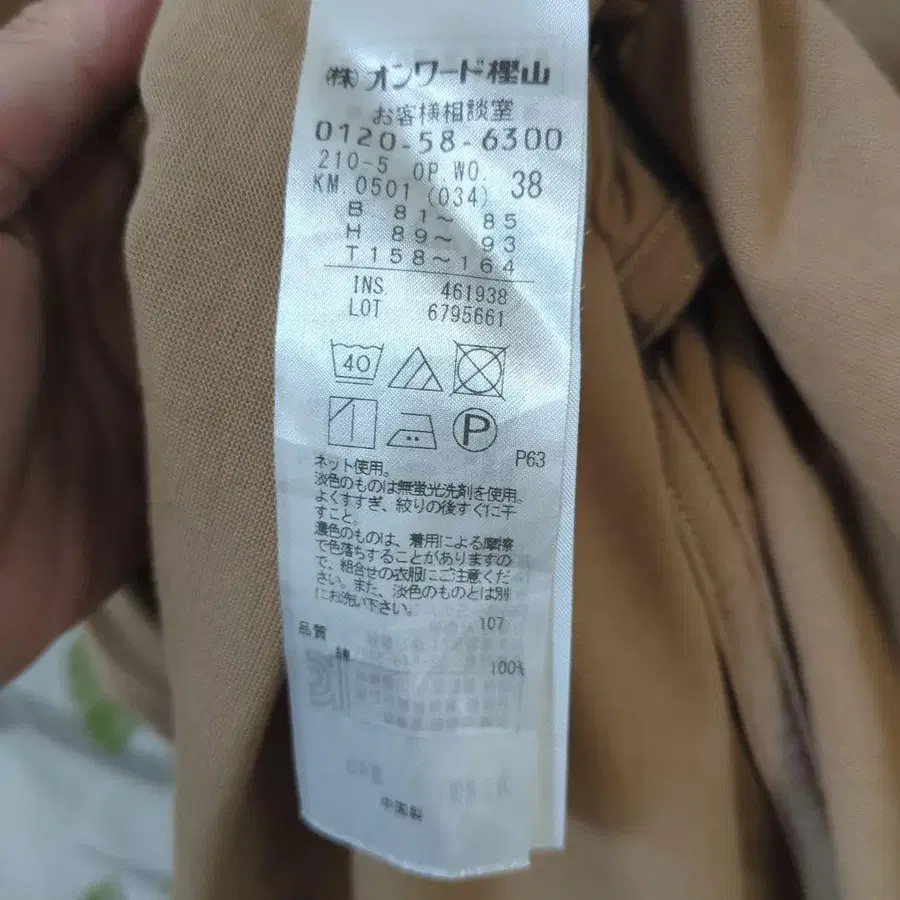 (株)オンワード樫山
お客様相談室
0120-58-6300
210-5 OP.WO.
KM 0501 (034) 38
B 81～ 85
H 89～ 93
T158～164
INS 461938
LOT 6795661
40
P
P63
ネット使用。
淡色のものは無蛍光洗剤を使用。
よくすすぎ、絞りの後すぐに干
すこと。
濃色のものは、着用による摩擦
で色落ちすることがありますの
で、組合せの衣服にご注意くだ
さい。また、淡色のものとは別
にお洗い下さい。
107
品質
綿 100%
中国製